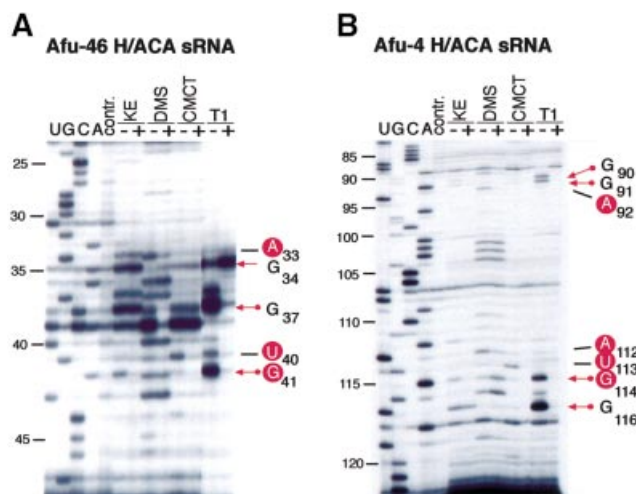 A
Afu-46 H/ACA sRNA
contr.
KE
DMS
CMCT
T1
U G C A - + - + - + - +
25
30
35
40
45
A 33
G 34
G 37
U 40
G 41
B
Afu-4 H/ACA sRNA
contr.
KE
DMS
CMCT
T1
U G C A - + - + - + - +
85
90
95
100
105
110
115
120
G 90
G 91
A 92
A 112
U 113
G 114
G 116